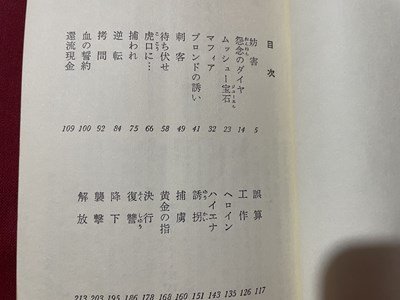 目次
妨害 5
怨念のダイヤ 14
ムッシュー宝石 23
マフィア 32
ブロンドの誘い 41
刺客 49
待ち伏せ 58
虎口に… 66
捕われ 75
逆転 84
拷問 92
血の誓約 100
還流現金 109
誤算 117
工作 126
ヘロイン 135
ハイエナ 143
誘拐 151
捕虜 160
黄金の指 168
決行 178
復讐 186
降下 195
襲撃 203
解放 213